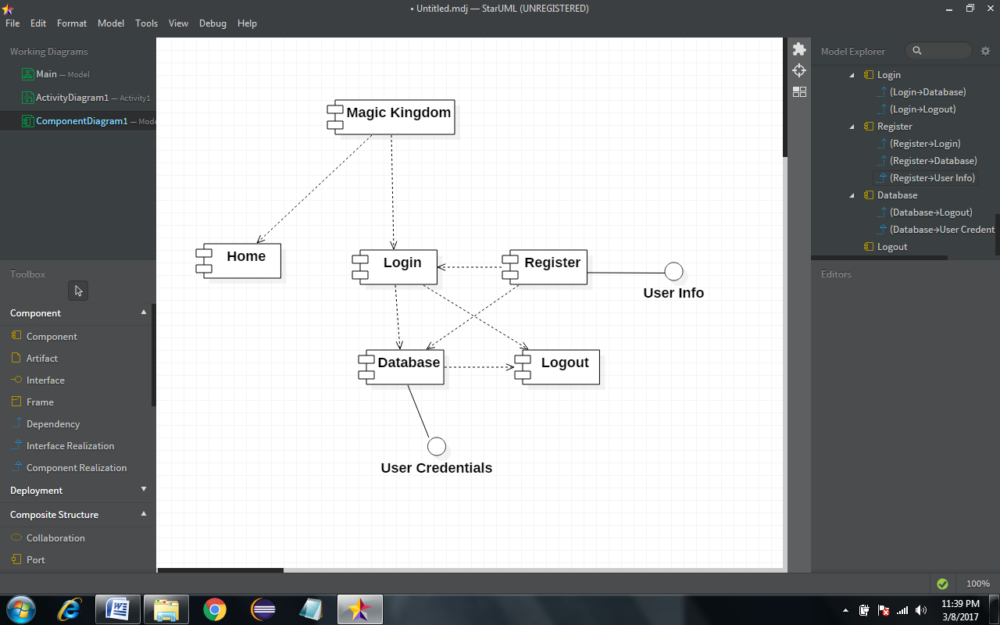 • Untitled.mdj — StarUML (UNREGISTERED)
File Edit Format Model Tools View Debug Help
Working Diagrams
Main — Model
ActivityDiagram1 — Activity1
ComponentDiagram1 — Mode
Toolbox
Component
Component
Artifact
Interface
Frame
Dependency
Interface Realization
Component Realization
Deployment
Composite Structure
Collaboration
Port
Magic Kingdom
Home
Login
Register
User Info
Database
Logout
User Credentials
Model Explorer
Login
(Login→Database)
(Login→Logout)
Register
(Register→Login)
(Register→Database)
(Register→User Info)
Database
(Database→Logout)
(Database→User Credent
Logout
Editors
100%
W
11:39 PM
3/8/2017